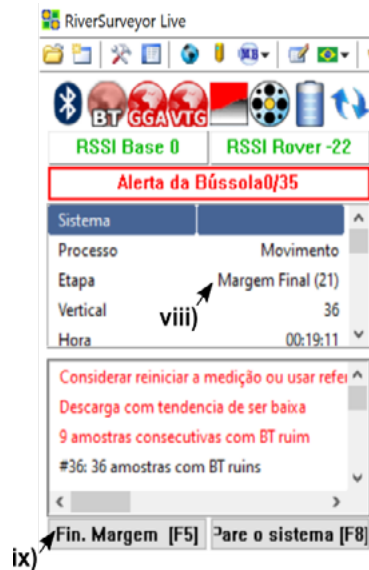 RiverSurveyor Live
BT GGA VTG
RSSI Base 0 RSSI Rover -22
Alerta da Bússola0/35
Sistema
Processo Movimento
Etapa Margem Final (21)
viii)
Vertical 36
Hora 00:19:11
Considerar reiniciar a medição ou usar refer
Descarga com tendencia de ser baixa
9 amostras consecutivas com BT ruim
#36: 36 amostras com BT ruins
Fin. Margem [F5] Pare o sistema [F8]
ix)